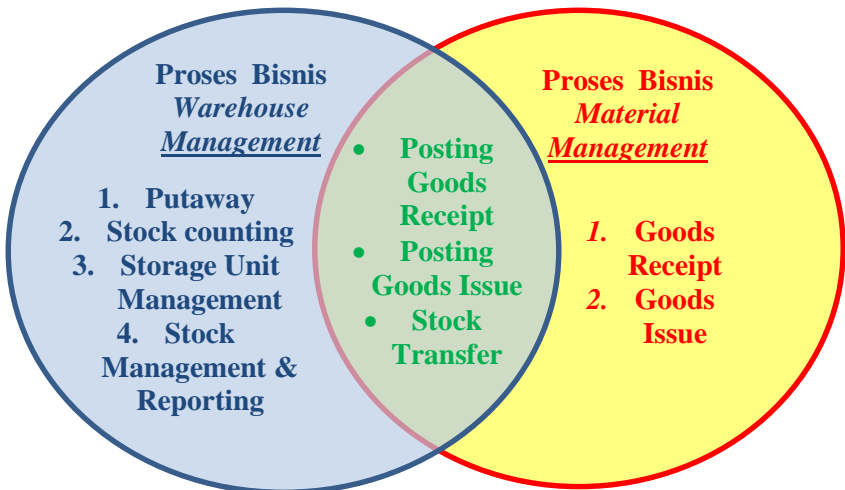 Proses Bisnis
Warehouse
Management
1. Putaway
2. Stock counting
3. Storage Unit
Management
4. Stock
Management &
Reporting
• Posting
Goods
Receipt
• Posting
Goods Issue
• Stock
Transfer
Proses Bisnis
Material
Management
1. Goods
Receipt
2. Goods
Issue